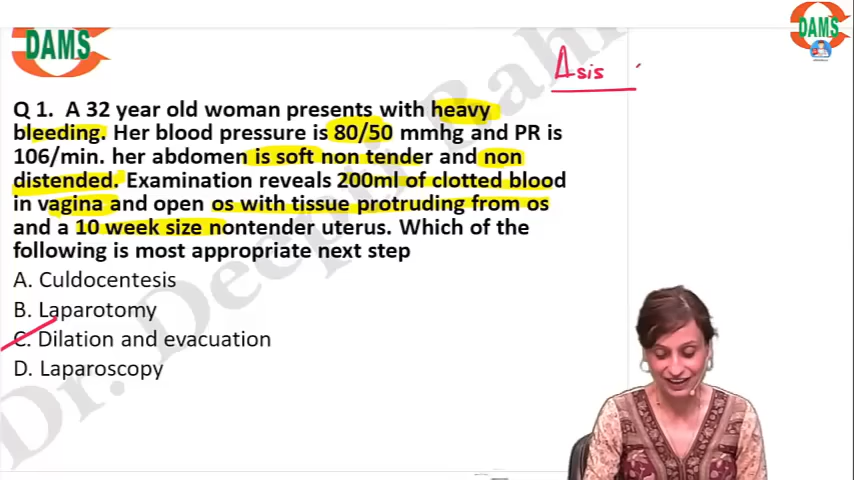 DAMS
DAMS
Asis
Q 1. A 32 year old woman presents with heavy
bleeding. Her blood pressure is 80/50 mmhg and PR is
106/min. her abdomen is soft non tender and non
distended. Examination reveals 200ml of clotted blood
in vagina and open os with tissue protruding from os
and a 10 week size nontender uterus. Which of the
following is most appropriate next step
A. Culdocentesis
B. Laparotomy
C. Dilation and evacuation
D. Laparoscopy